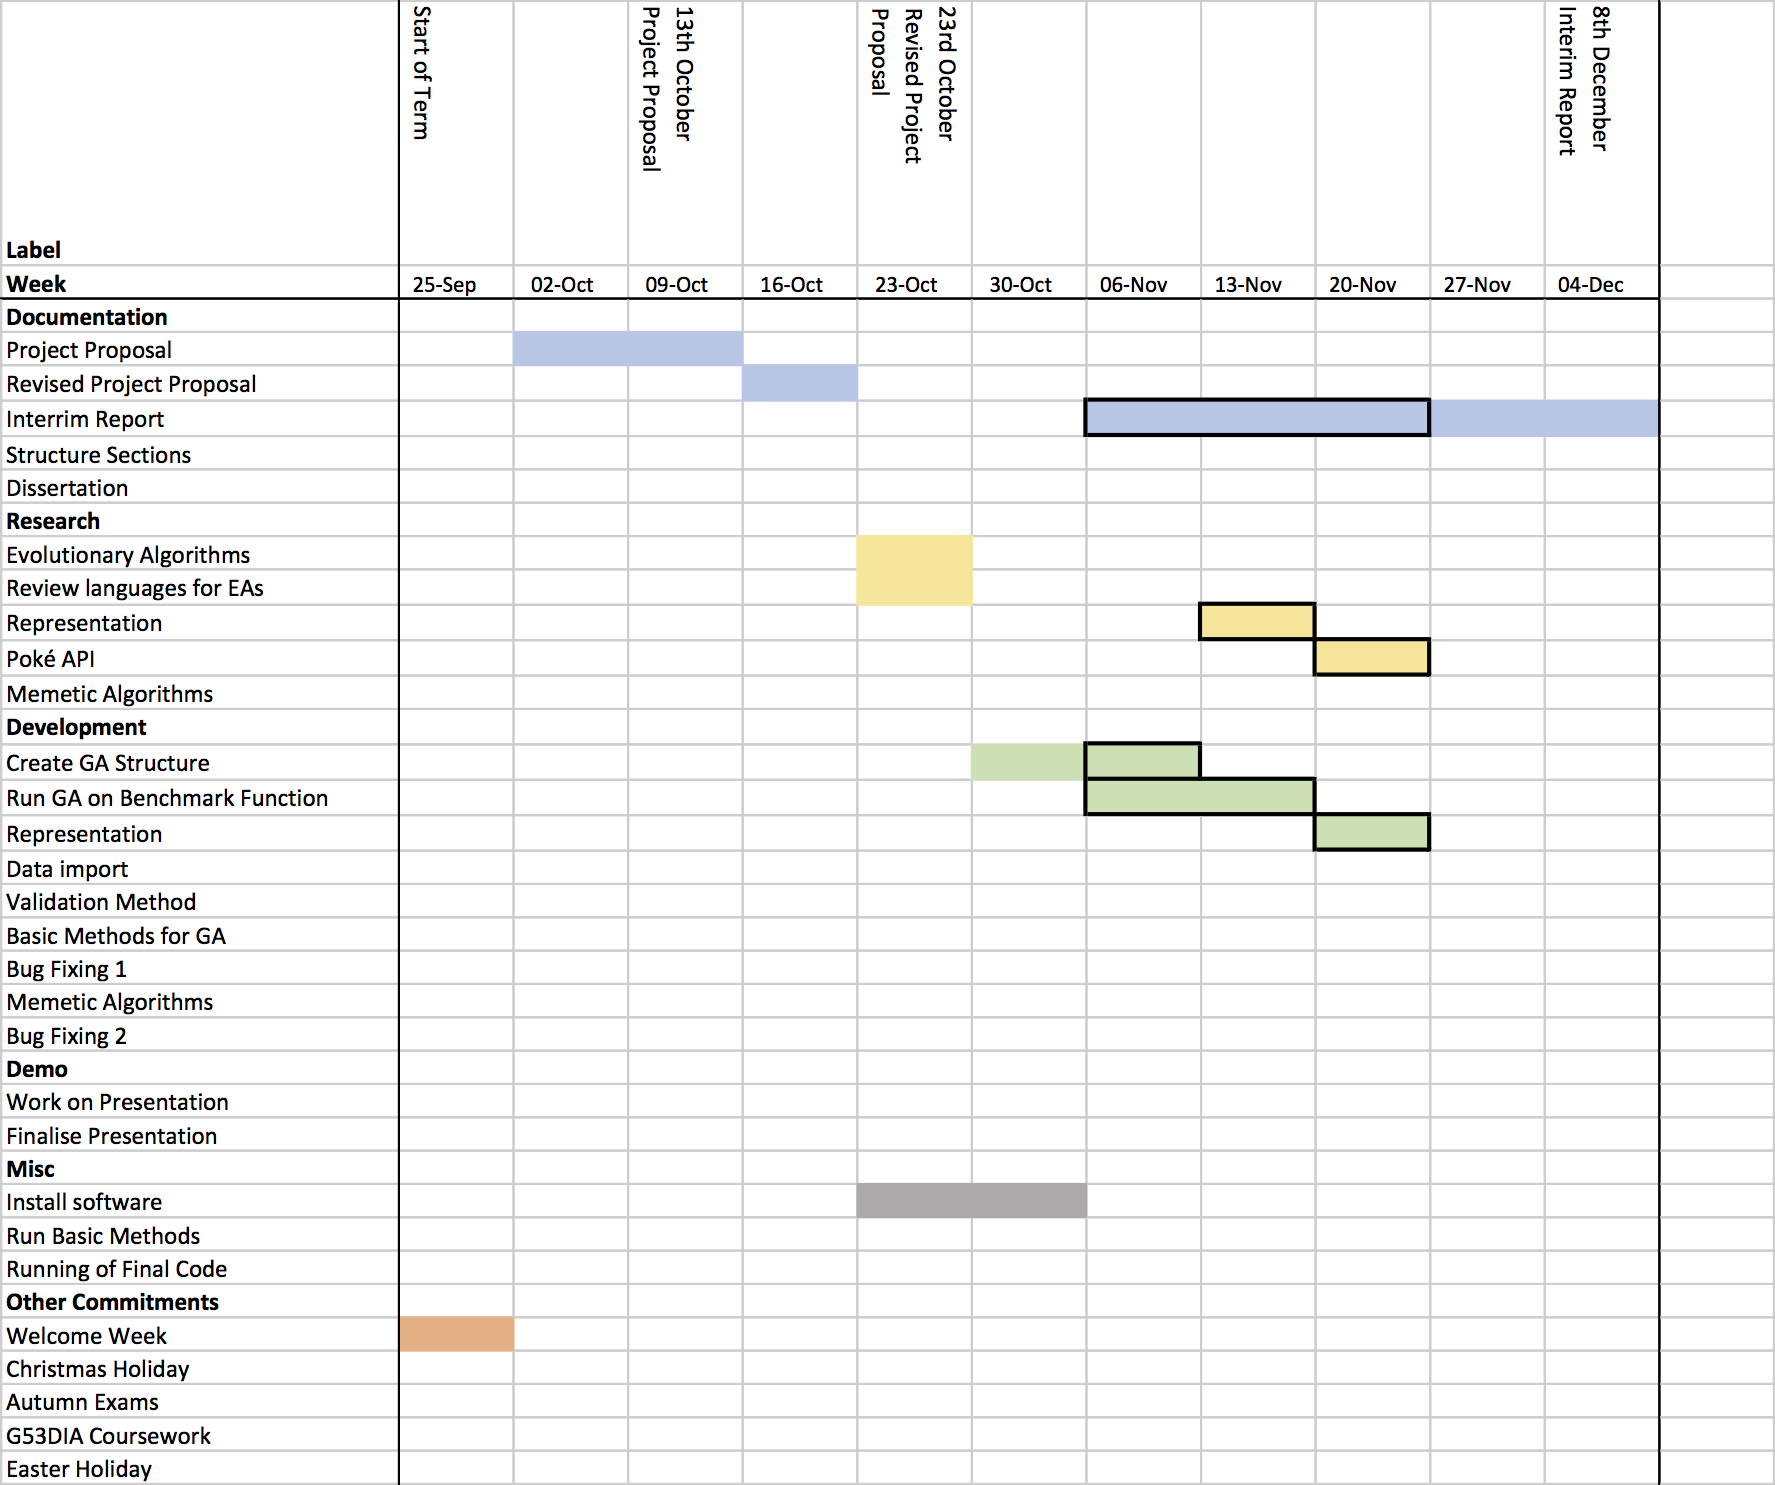 Start of Term
13th October
Project Proposal
23rd October
Revised Project
Proposal
8th December
Interim Report
Label
Week 25-Sep 02-Oct 09-Oct 16-Oct 23-Oct 30-Oct 06-Nov 13-Nov 20-Nov 27-Nov 04-Dec
Documentation
Project Proposal
Revised Project Proposal
Interrim Report
Structure Sections
Dissertation
Research
Evolutionary Algorithms
Review languages for EAs
Representation
Poké API
Memetic Algorithms
Development
Create GA Structure
Run GA on Benchmark Function
Representation
Data import
Validation Method
Basic Methods for GA
Bug Fixing 1
Memetic Algorithms
Bug Fixing 2
Demo
Work on Presentation
Finalise Presentation
Misc
Install software
Run Basic Methods
Running of Final Code
Other Commitments
Welcome Week
Christmas Holiday
Autumn Exams
G53DIA Coursework
Easter Holiday